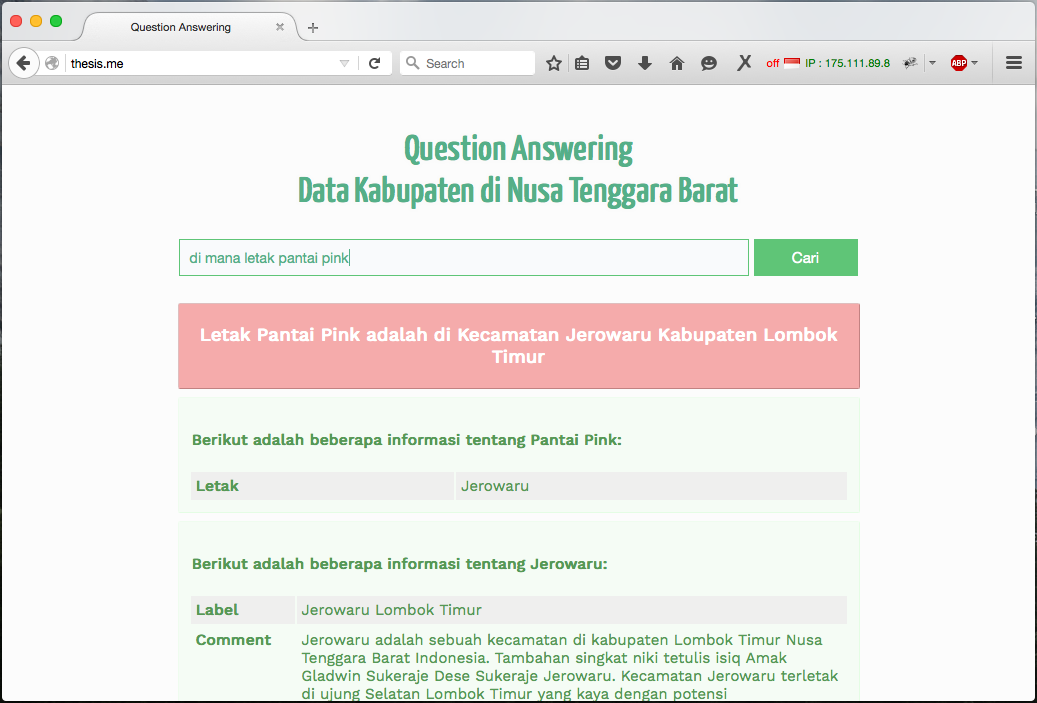 Question Answering
thesis.me
Search
off
IP : 175.111.89.8
ABP
Question Answering
Data Kabupaten di Nusa Tenggara Barat
di mana letak pantai pink
Cari
Letak Pantai Pink adalah di Kecamatan Jerowaru Kabupaten Lombok
Timur
Berikut adalah beberapa informasi tentang Pantai Pink:
Letak Jerowaru
Berikut adalah beberapa informasi tentang Jerowaru:
Label Jerowaru Lombok Timur
Comment Jerowaru adalah sebuah kecamatan di kabupaten Lombok Timur Nusa
Tenggara Barat Indonesia. Tambahan singkat niki tetulis isiq Amak
Gladwin Sukeraje Dese Sukeraje Jerowaru. Kecamatan Jerowaru terletak
di ujung Selatan Lombok Timur yang kaya dengan potensi